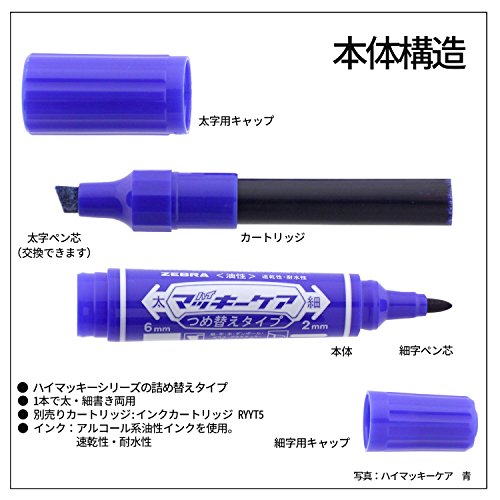 本体構造
太字用キャップ
太字ペン芯
(交換できます)
カートリッジ
ZEBRA <油性> 速乾性・耐水性
太 ハイマッキーケア 細
6mm つめ替えタイプ 2mm
本体
細字ペン芯
● ハイマッキーシリーズの詰め替えタイプ
● 1本で太・細書き両用
● 別売りカートリッジ:インクカートリッジ RYYT5
● インク:アルコール系油性インクを使用。
速乾性・耐水性
細字用キャップ
写真:ハイマッキーケア 青